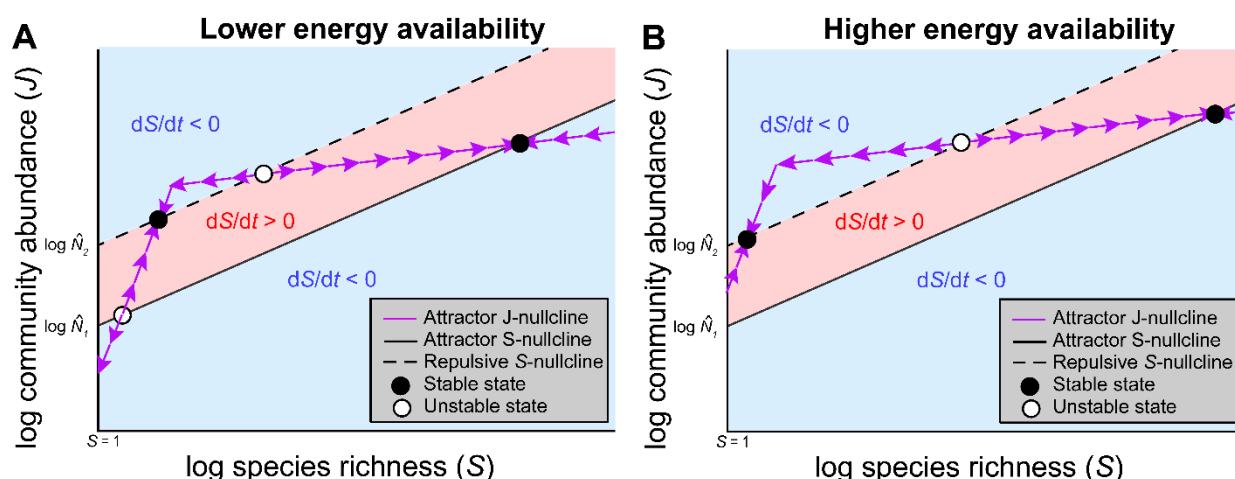 A
Lower energy availability
log community abundance (J)
dS/dt < 0
dS/dt > 0
dS/dt < 0
log N̂₂
log N̂₁
Attractor J-nullcline
Attractor S-nullcline
Repulsive S-nullcline
Stable state
Unstable state
S = 1
log species richness (S)
B
Higher energy availability
log community abundance (J)
dS/dt < 0
dS/dt > 0
dS/dt < 0
log N̂₂
log N̂₁
Attractor J-nullcline
Attractor S-nullcline
Repulsive S-nullcline
Stable state
Unstable state
S = 1
log species richness (S)